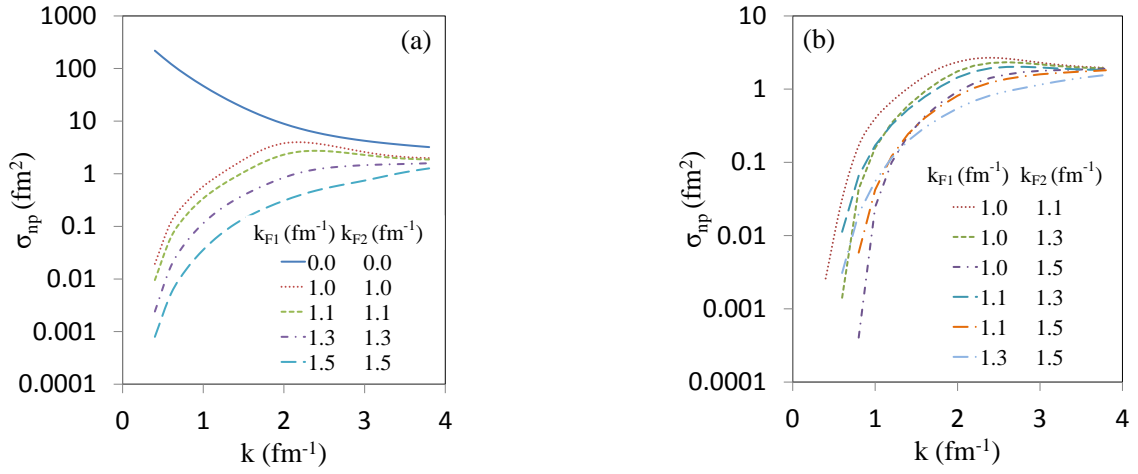 (a)
1000
100
10
1
0.1
0.01
0.001
0.0001
σnp (fm²)
kF1 (fm⁻¹) kF2 (fm⁻¹)
0.0 0.0
1.0 1.0
1.1 1.1
1.3 1.3
1.5 1.5
0 1 2 3 4
k (fm⁻¹)
(b)
10
1
0.1
0.01
0.001
0.0001
σnp (fm²)
kF1 (fm⁻¹) kF2 (fm⁻¹)
1.0 1.1
1.0 1.3
1.0 1.5
1.1 1.3
1.1 1.5
1.3 1.5
0 1 2 3 4
k (fm⁻¹)